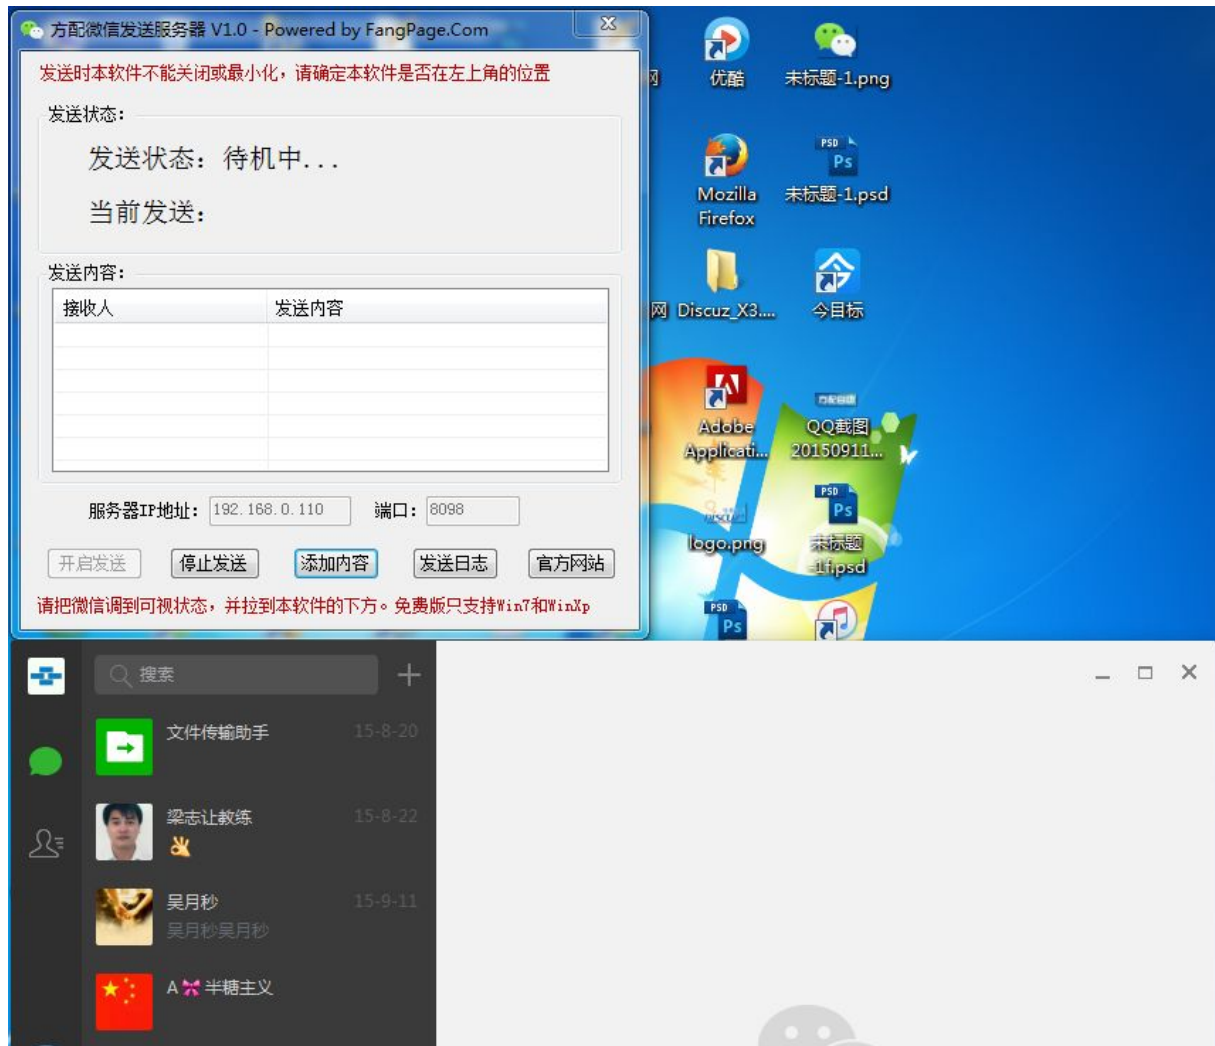 方配微信发送服务器 V1.0 - Powered by FangPage.Com
发送时本软件不能关闭或最小化，请确定本软件是否在左上角的位置
发送状态：
发送状态：待机中...
当前发送：
发送内容：
接收人
发送内容
服务器IP地址：
192.168.0.110
端口：
8098
开启发送
停止发送
添加内容
发送日志
官方网站
请把微信调到可视状态，并拉到本软件的下方。免费版只支持Win7和WinXp
网
优酷
未标题-1.png
PSD
Ps
Mozilla
Firefox
未标题-1.psd
网
Discuz_X3....
今目标
Adobe
Applicati...
QQ截图
20150911...
PSD
Ps
logo.png
未标题
-1f.psd
PSD
Ps
搜索
文件传输助手
15-8-20
梁志让教练
15-8-22
吴月秒
15-9-11
吴月秒吴月秒
A🎀半糖主义